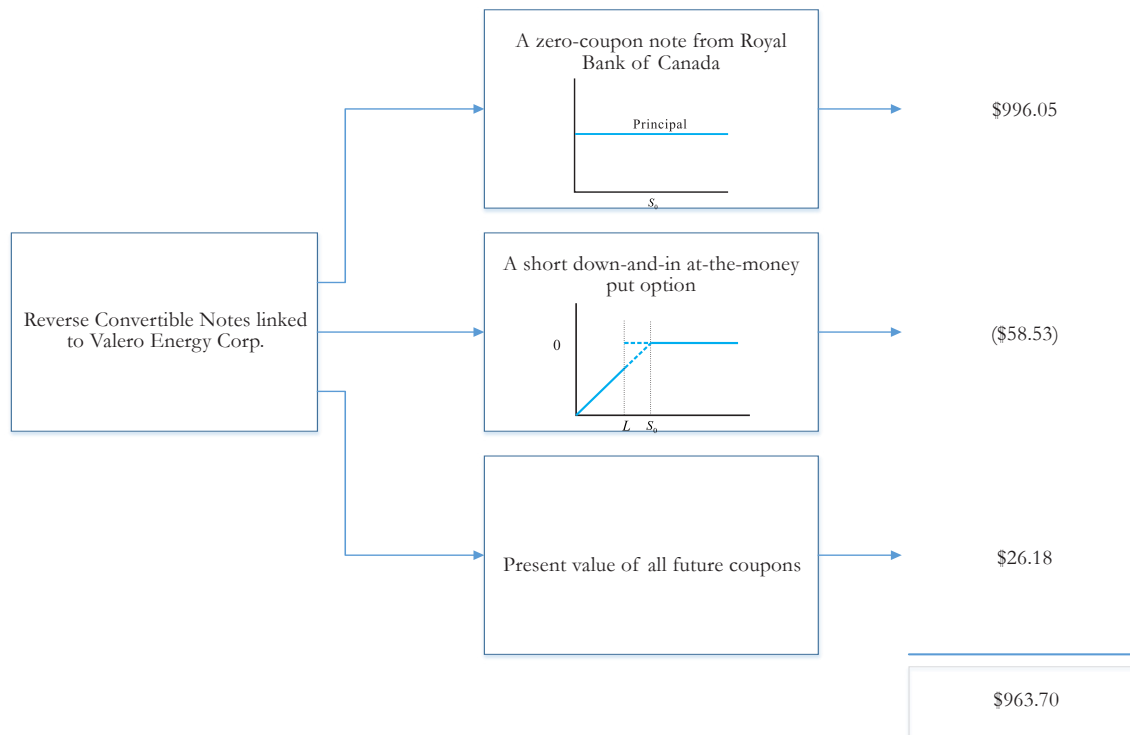 A zero-coupon note from Royal
Bank of Canada
Principal
S₀
$996.05
Reverse Convertible Notes linked
to Valero Energy Corp.
A short down-and-in at-the-money
put option
0
L S₀
($58.53)
Present value of all future coupons
$26.18
$963.70